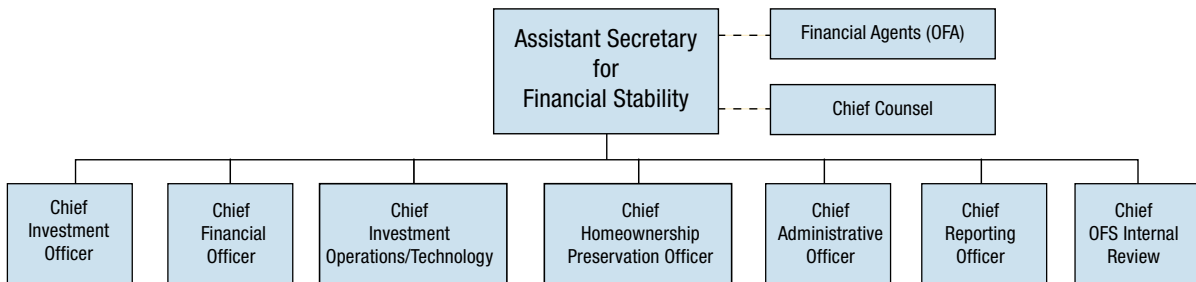 Assistant Secretary
for
Financial Stability
Financial Agents (OFA)
Chief Counsel
Chief
Investment
Officer
Chief
Financial
Officer
Chief
Investment
Operations/Technology
Chief
Homeownership
Preservation Officer
Chief
Administrative
Officer
Chief
Reporting
Officer
Chief
OFS Internal
Review